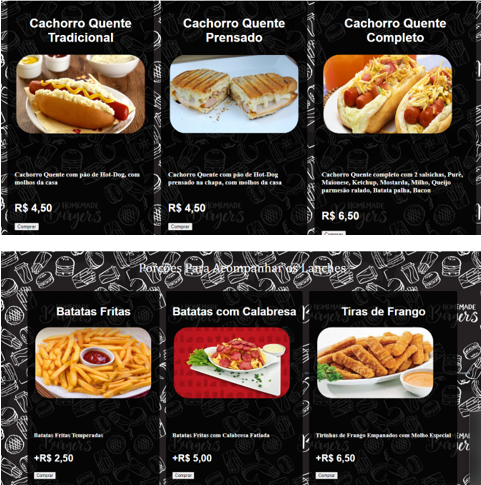 Cachorro Quente
Tradicional
Cachorro Quente
Prensado
Cachorro Quente
Completo
Cachorro Quente com pão de Hot-Dog, com
molhos da casa
Cachorro Quente com pão de Hot-Dog
prensado na chapa, com molhos da casa
Cachorro Quente completo com 2 salsichas, Purê,
Maionese, Ketchup, Mostarda, Milho, Queijo
parmesão ralado, Batata palha, Bacon
R$ 4,50
R$ 4,50
R$ 6,50
Comprar
Comprar
Comprar
Porções Para Acompanhar os Lanches
Batatas Fritas
Batatas com Calabresa
Tiras de Frango
Batatas Fritas Temperadas
Batatas Fritas com Calabresa Fatiada
Tirinhas de Frango Empanados com Molho Especial
+R$ 2,50
+R$ 5,00
+R$ 6,50
Comprar
Comprar
Comprar
HOMEMADE
Burgers